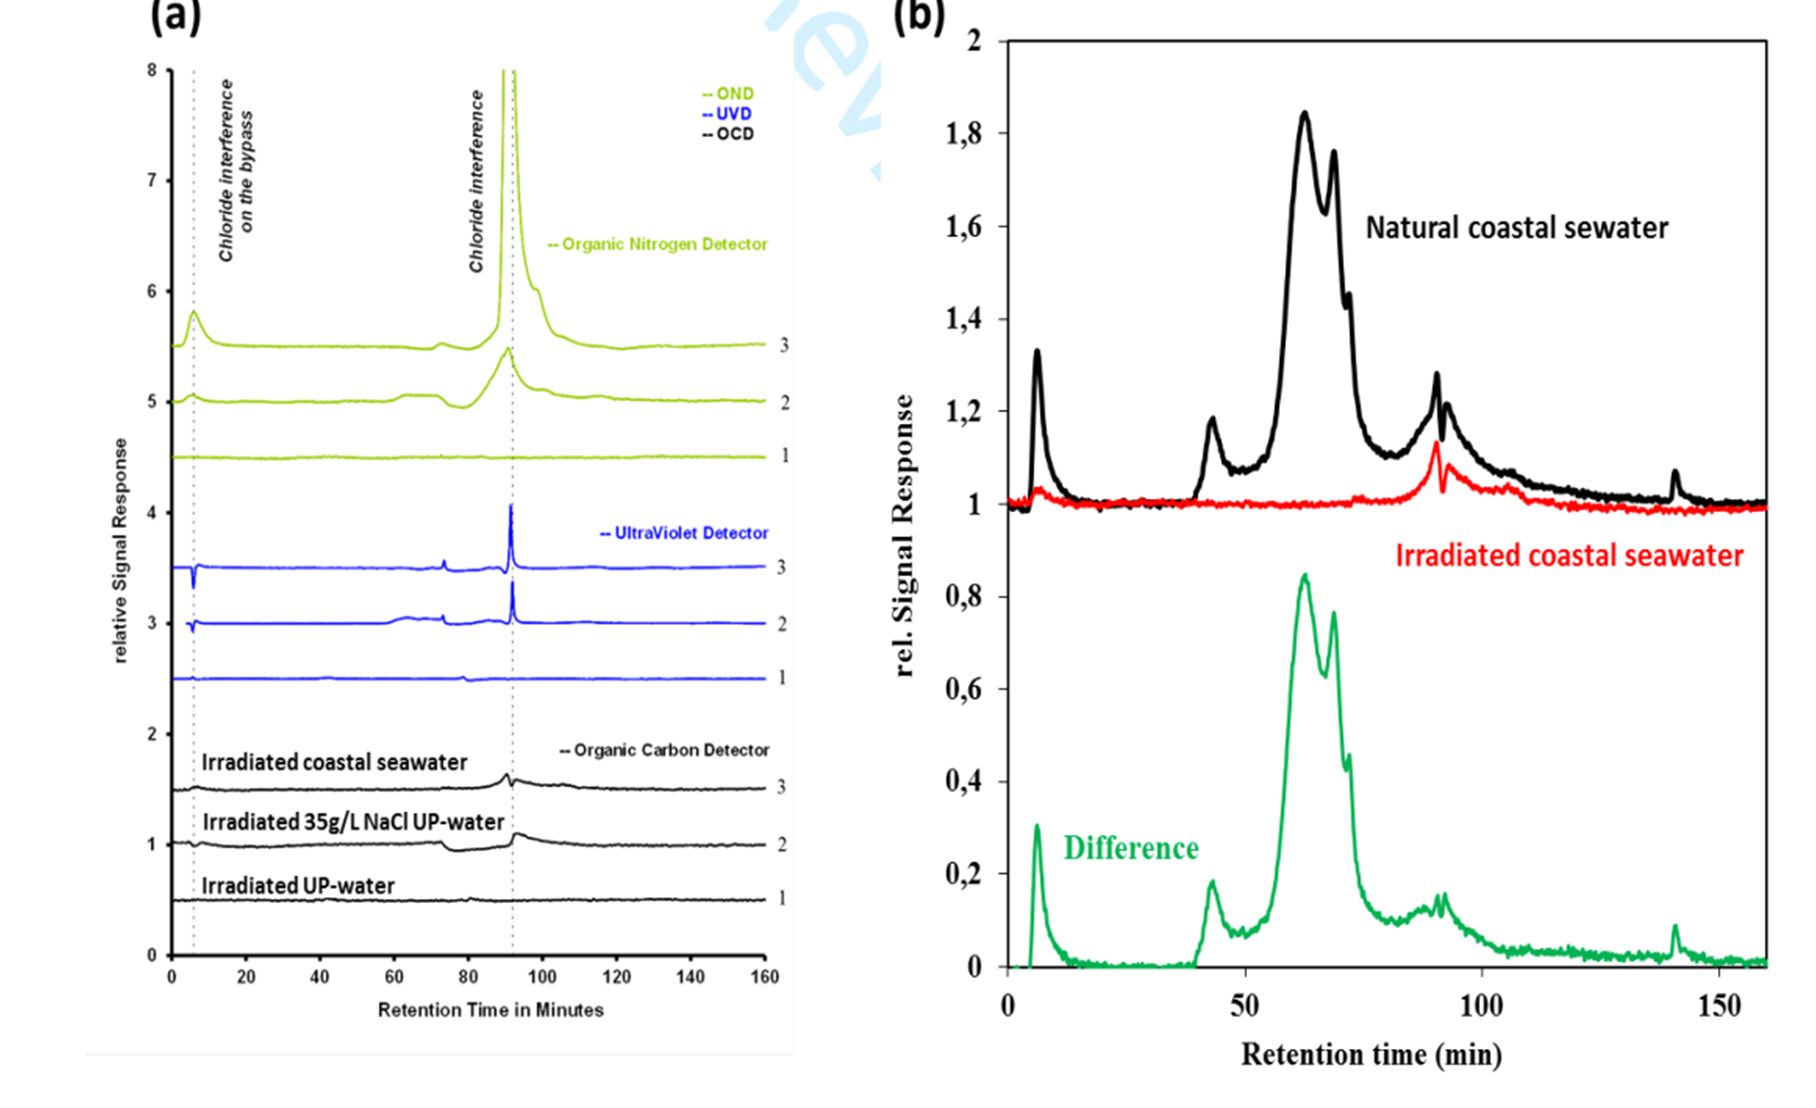 (a)
8
7
6
5
4
3
2
1
0
relative Signal Response
Chloride interference
on the bypass
Chloride interference
-- OND
-- UVD
-- OCD
-- Organic Nitrogen Detector
3
2
1
-- UltraViolet Detector
3
2
1
-- Organic Carbon Detector
Irradiated coastal seawater
3
Irradiated 35g/L NaCl UP-water
2
Irradiated UP-water
1
0 20 40 60 80 100 120 140 160
Retention Time in Minutes
(b)
2
1,8
1,6
1,4
1,2
1
0,8
0,6
0,4
0,2
0
rel. Signal Response
Natural coastal sewater
Irradiated coastal seawater
Difference
0 50 100 150
Retention time (min)